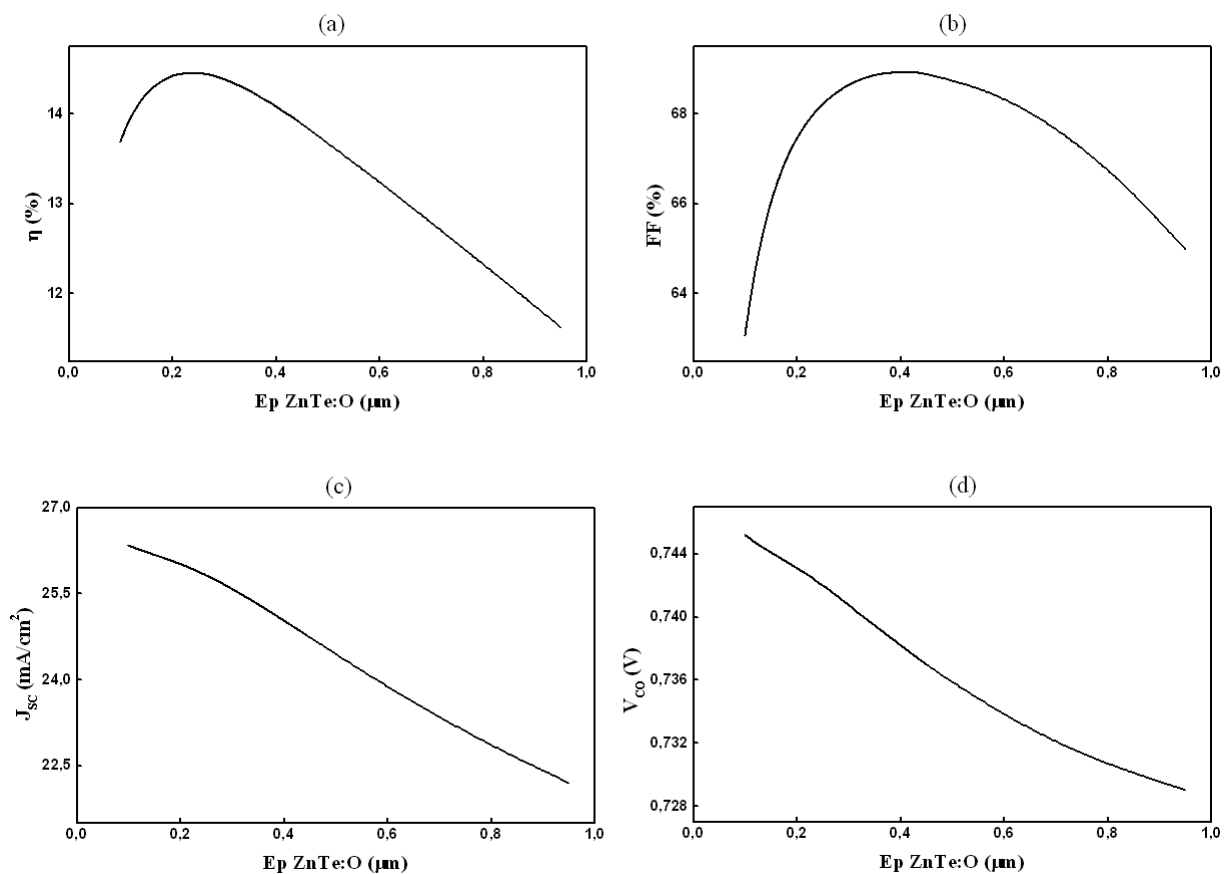 (a)
η (%)
14
13
12
0,0 0,2 0,4 0,6 0,8 1,0
Ep ZnTe:O (μm)
(b)
FF (%)
68
66
64
0,0 0,2 0,4 0,6 0,8 1,0
Ep ZnTe:O (μm)
(c)
J_SC (mA/cm²)
27,0
25,5
24,0
22,5
0,0 0,2 0,4 0,6 0,8 1,0
Ep ZnTe:O (μm)
(d)
V_CO (V)
0,744
0,740
0,736
0,732
0,728
0,0 0,2 0,4 0,6 0,8 1,0
Ep ZnTe:O (μm)